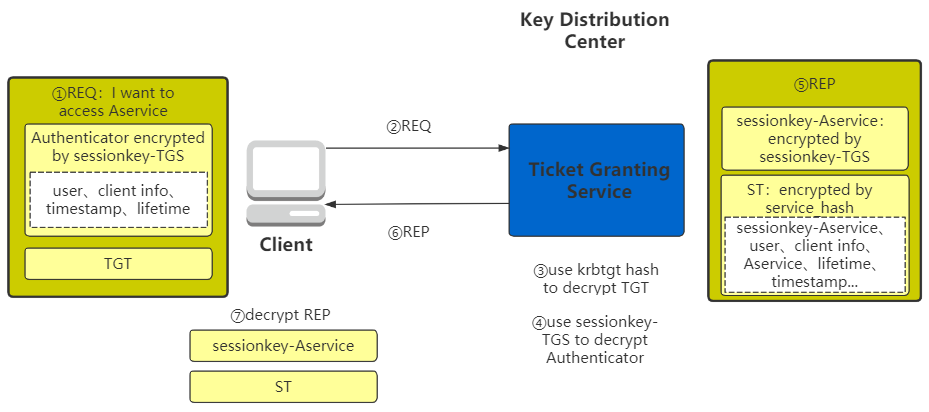 Key Distribution
Center
①REQ：I want to
access Aservice
Authenticator encrypted
by sessionkey-TGS
user、client info、
timestamp、lifetime
TGT
Client
②REQ
⑥REP
Ticket Granting
Service
③use krbtgt hash
to decrypt TGT
④use sessionkey-
TGS to decrypt
Authenticator
⑤REP
sessionkey-Aservice：
encrypted by
sessionkey-TGS
ST：encrypted by
service_hash
sessionkey-Aservice、
user、client info、
Aservice、lifetime、
timestamp...
⑦decrypt REP
sessionkey-Aservice
ST